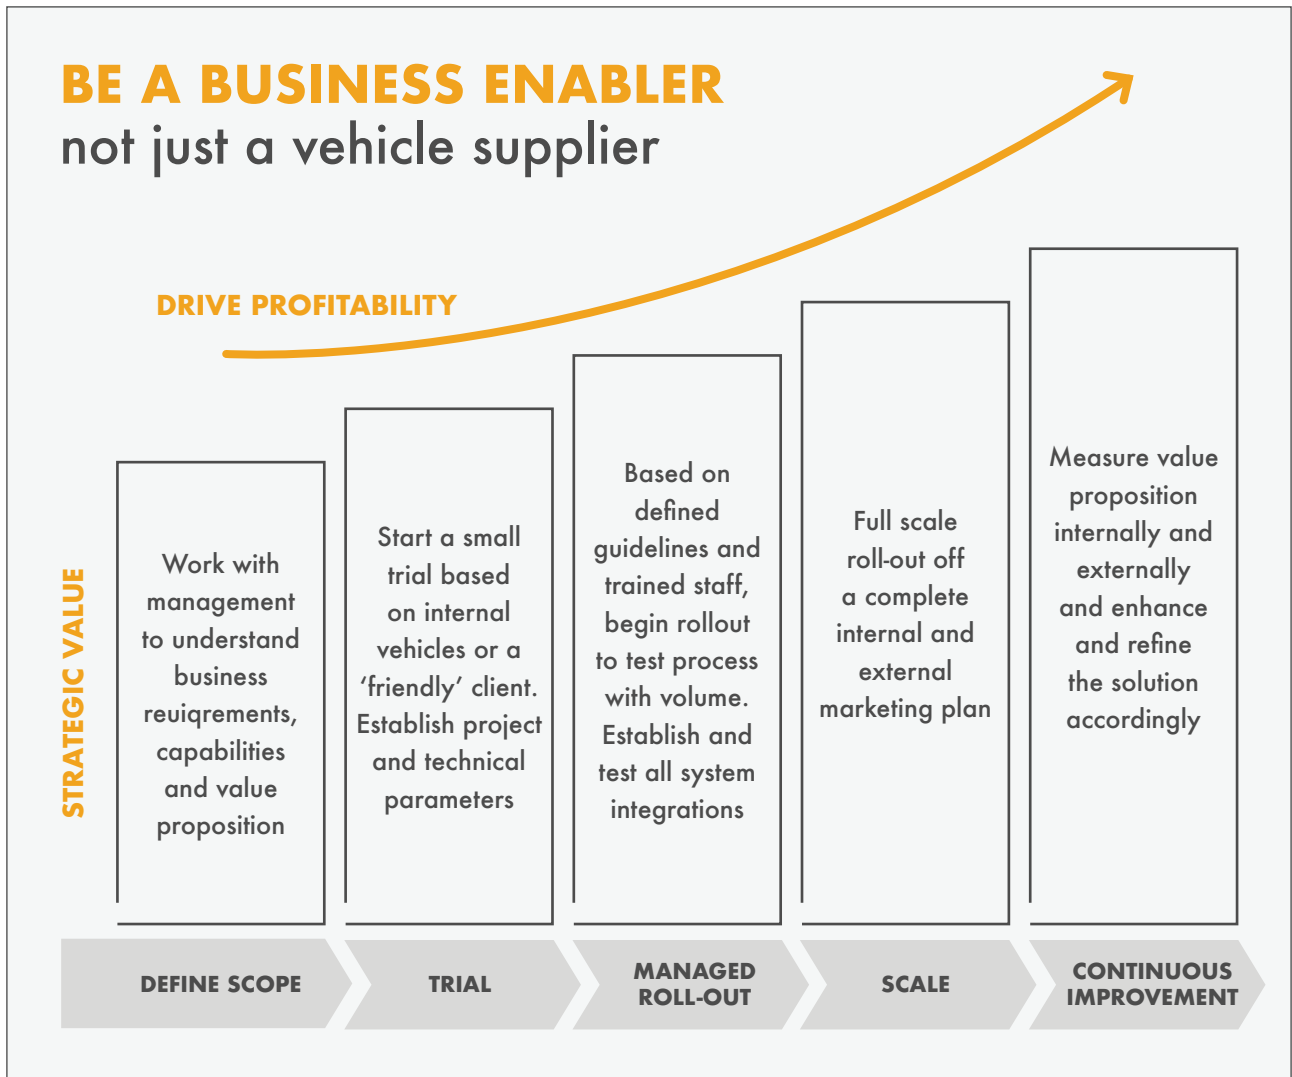 BE A BUSINESS ENABLER
not just a vehicle supplier
DRIVE PROFITABILITY
STRATEGIC VALUE
Work with
management
to understand
business
reuiqrements,
capabilities
and value
proposition
Start a small
trial based
on internal
vehicles or a
‘friendly’ client.
Establish project
and technical
parameters
Based on
defined
guidelines and
trained staff,
begin rollout
to test process
with volume.
Establish and
test all system
integrations
Full scale
roll-out off
a complete
internal and
external
marketing plan
Measure value
proposition
internally and
externally
and enhance
and refine
the solution
accordingly
DEFINE SCOPE
TRIAL
MANAGED
ROLL-OUT
SCALE
CONTINUOUS
IMPROVEMENT